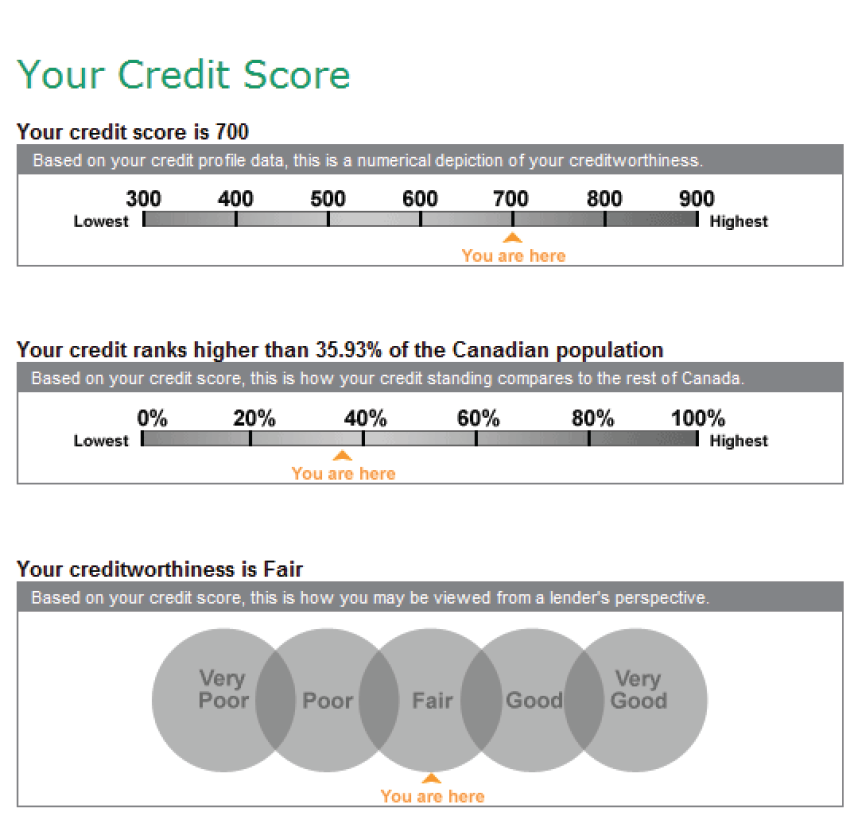 Your Credit Score
Your credit score is 700
Based on your credit profile data, this is a numerical depiction of your creditworthiness.
300 400 500 600 700 800 900
Lowest Highest
You are here
Your credit ranks higher than 35.93% of the Canadian population
Based on your credit score, this is how your credit standing compares to the rest of Canada.
0% 20% 40% 60% 80% 100%
Lowest Highest
You are here
Your creditworthiness is Fair
Based on your credit score, this is how you may be viewed from a lender's perspective.
Very Poor Poor Fair Good Very Good
You are here